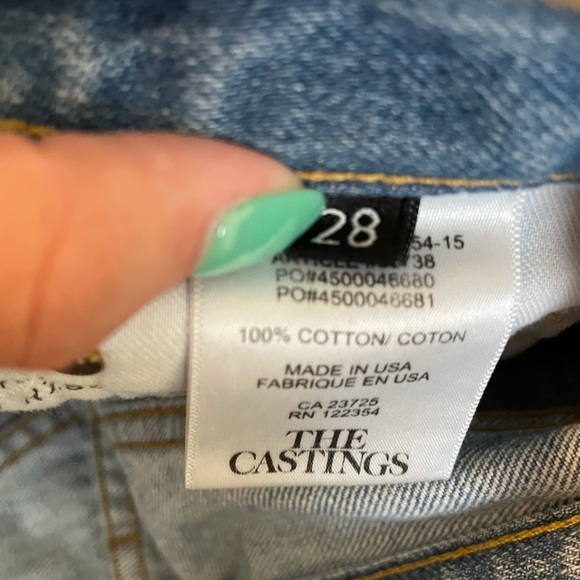 28
54-15
ARTICLE
PO#4500046680
PO#4500046681
100% COTTON/ COTON
MADE IN USA
FABRIQUE EN USA
CA 23725
RN 122354
THE
CASTINGS